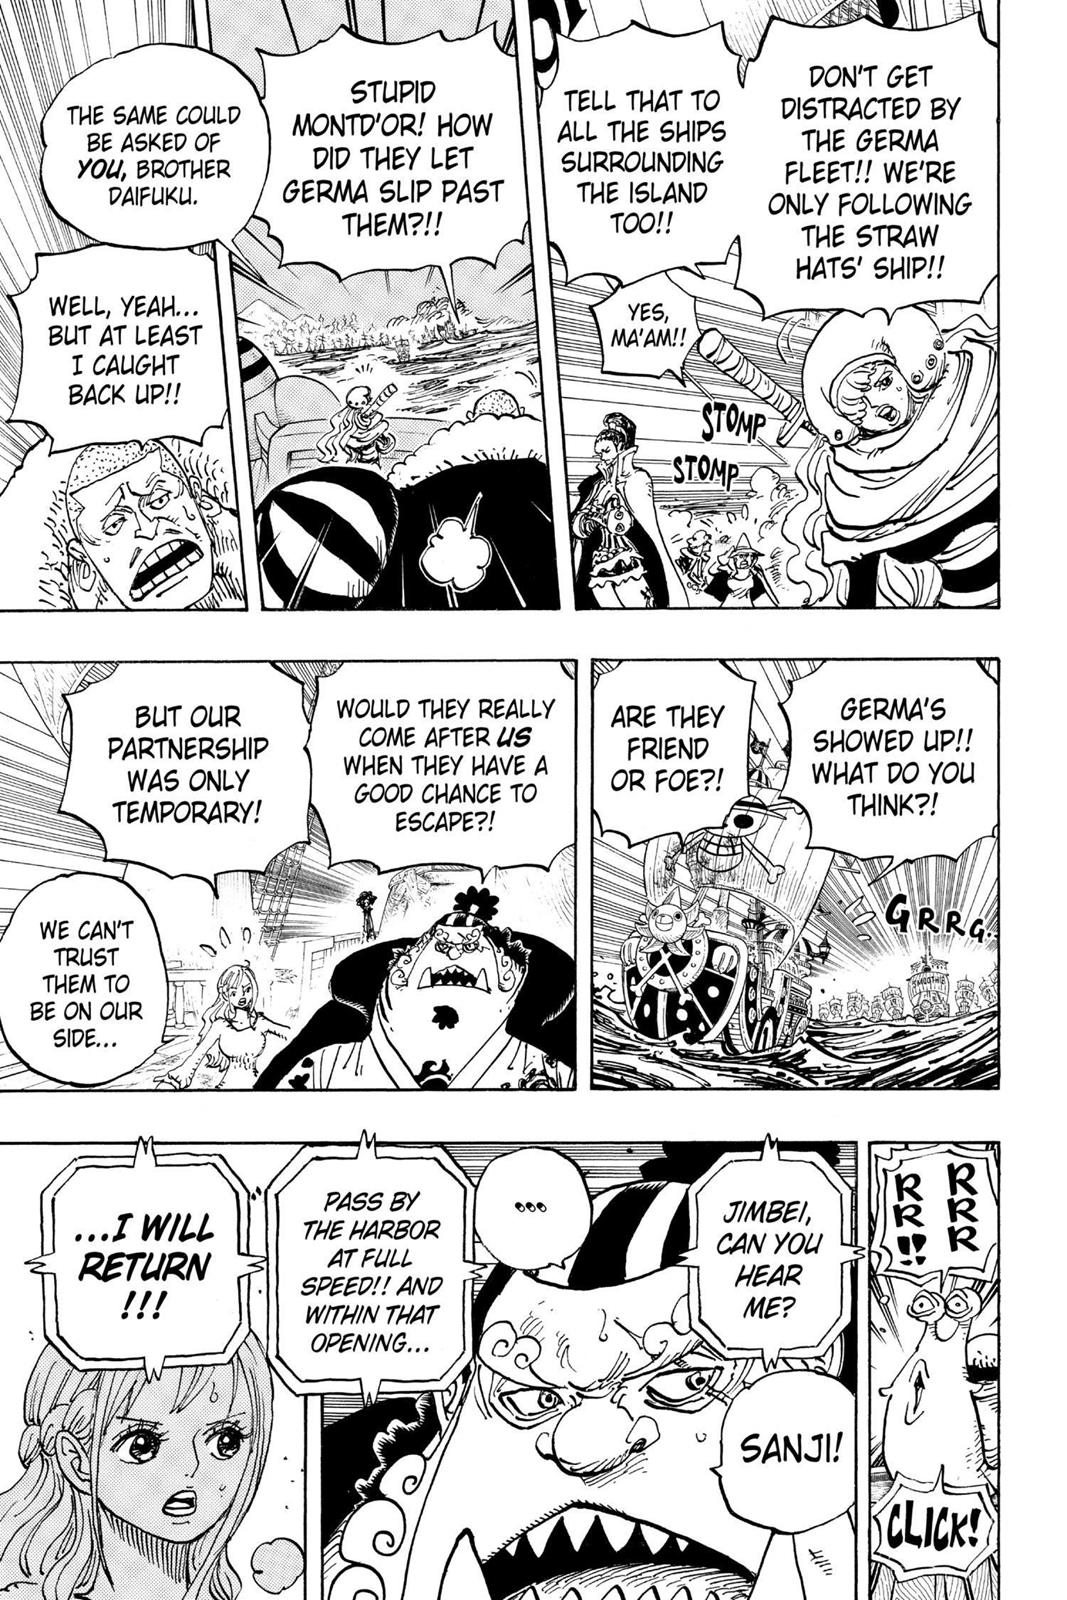 DON'T GET
DISTRACTED BY
THE GERMA
FLEET!! WE'RE
ONLY FOLLOWING
THE STRAW
HATS' SHIP!!
TELL THAT TO
ALL THE SHIPS
SURROUNDING
THE ISLAND
TOO!!
YES,
MA'AM!!
STOMP
STOMP
STUPID
MONTD'OR! HOW
DID THEY LET
GERMA SLIP PAST
THEM?!!
THE SAME COULD
BE ASKED OF
YOU, BROTHER
DAIFUKU.
WELL, YEAH...
BUT AT LEAST
I CAUGHT
BACK UP!!
GERMA'S
SHOWED UP!!
WHAT DO YOU
THINK?!
ARE THEY
FRIEND
OR FOE?!
GRRG...
SMOOTHIE
WOULD THEY REALLY
COME AFTER US
WHEN THEY HAVE A
GOOD CHANCE TO
ESCAPE?!
BUT OUR
PARTNERSHIP
WAS ONLY
TEMPORARY!
WE CAN'T
TRUST
THEM TO
BE ON OUR
SIDE...
RRR
RR!!
CLICK!
JIMBEI,
CAN YOU
HEAR
ME?
SANJI!
...
PASS BY
THE HARBOR
AT FULL
SPEED!! AND
WITHIN THAT
OPENING...
...I WILL
RETURN
!!!